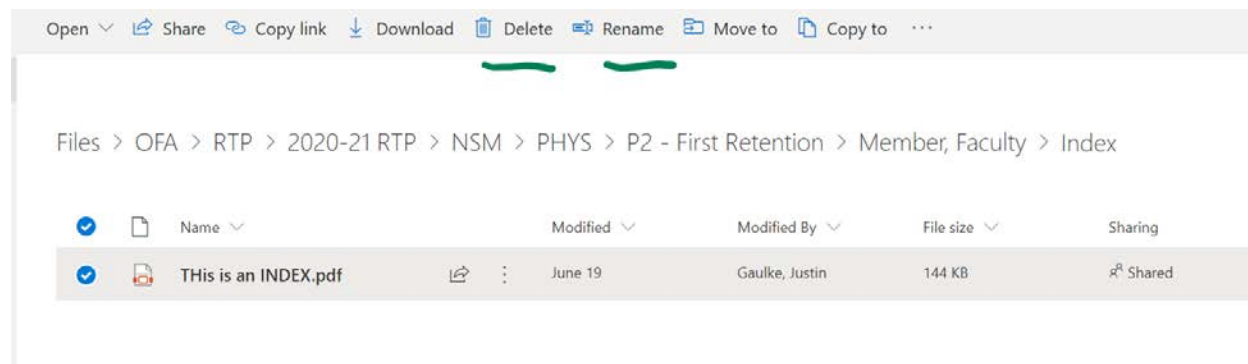 Open Share Copy link Download Delete Rename Move to Copy to ···
Files > OFA > RTP > 2020-21 RTP > NSM > PHYS > P2 - First Retention > Member, Faculty > Index
Name Modified Modified By File size Sharing
THis is an INDEX.pdf June 19 Gaulke, Justin 144 KB Shared